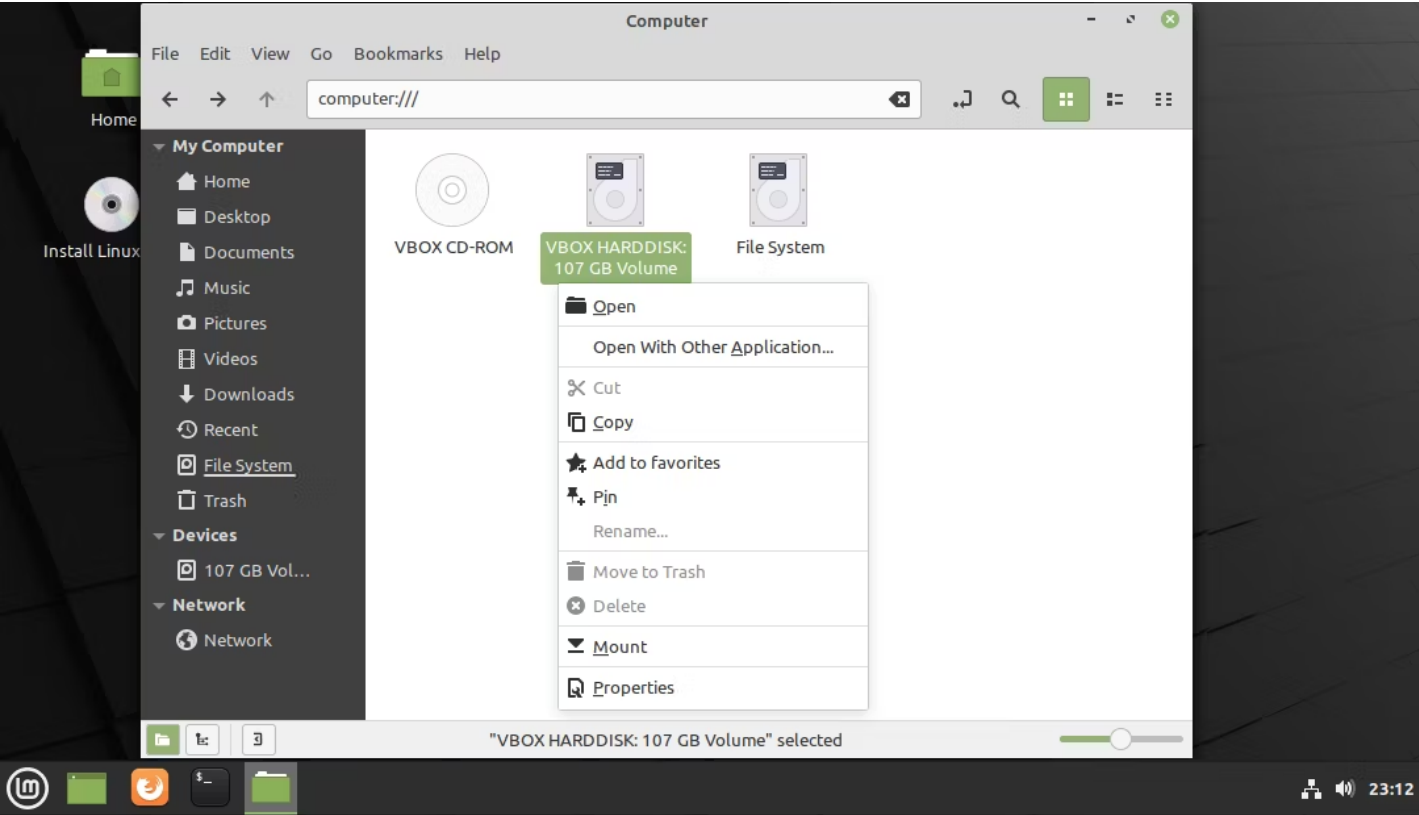 Computer
File Edit View Go Bookmarks Help
computer:///
Home
Install Linux
My Computer
Home
Desktop
Documents
Music
Pictures
Videos
Downloads
Recent
File System
Trash
Devices
107 GB Vol...
Network
Network
VBOX CD-ROM
VBOX HARDDISK:
107 GB Volume
File System
Open
Open With Other Application...
Cut
Copy
Add to favorites
Pin
Rename...
Move to Trash
Delete
Mount
Properties
"VBOX HARDDISK: 107 GB Volume" selected
$_
23:12